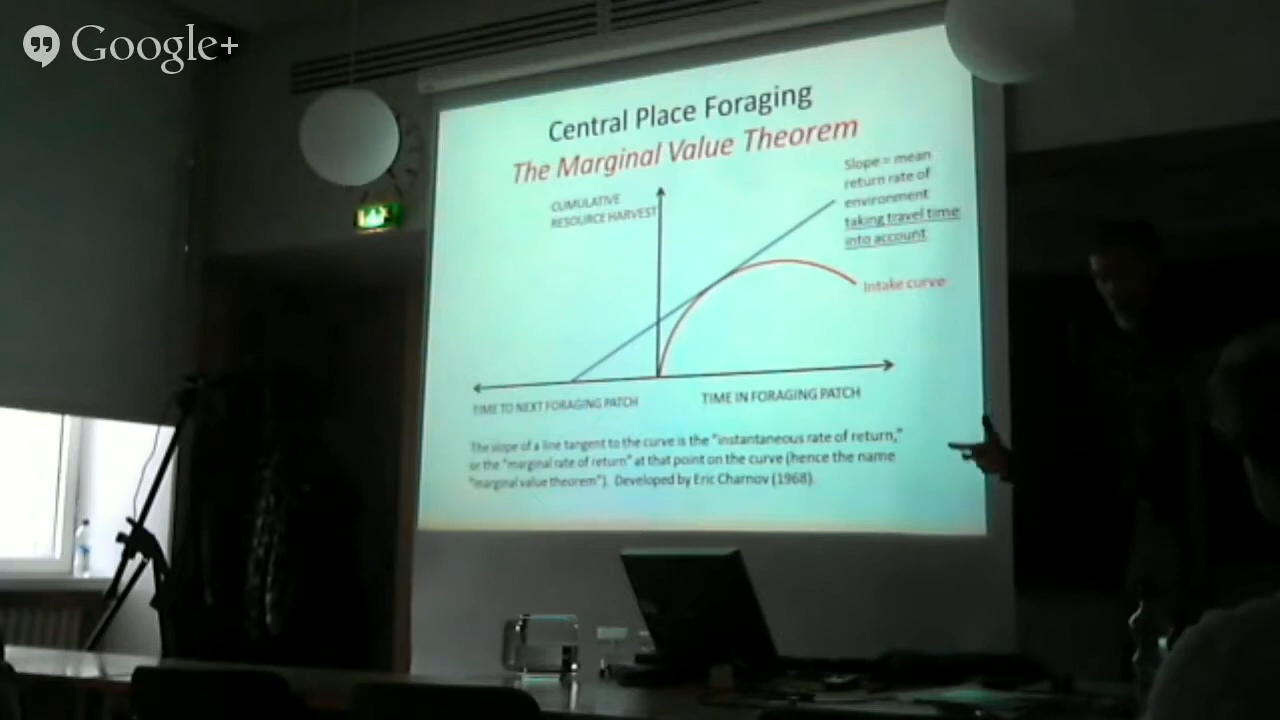 Google+
Central Place Foraging
The Marginal Value Theorem
Slope = mean
return rate of
environment
taking travel time
into account
CUMULATIVE
RESOURCE HARVEST
Intake curve
TIME TO NEXT FORAGING PATCH
TIME IN FORAGING PATCH
The slope of a line tangent to the curve is the "instantaneous rate of return,"
or the "marginal rate of return" at that point on the curve (hence the name
"marginal value theorem"). Developed by Eric Charnov (1968).